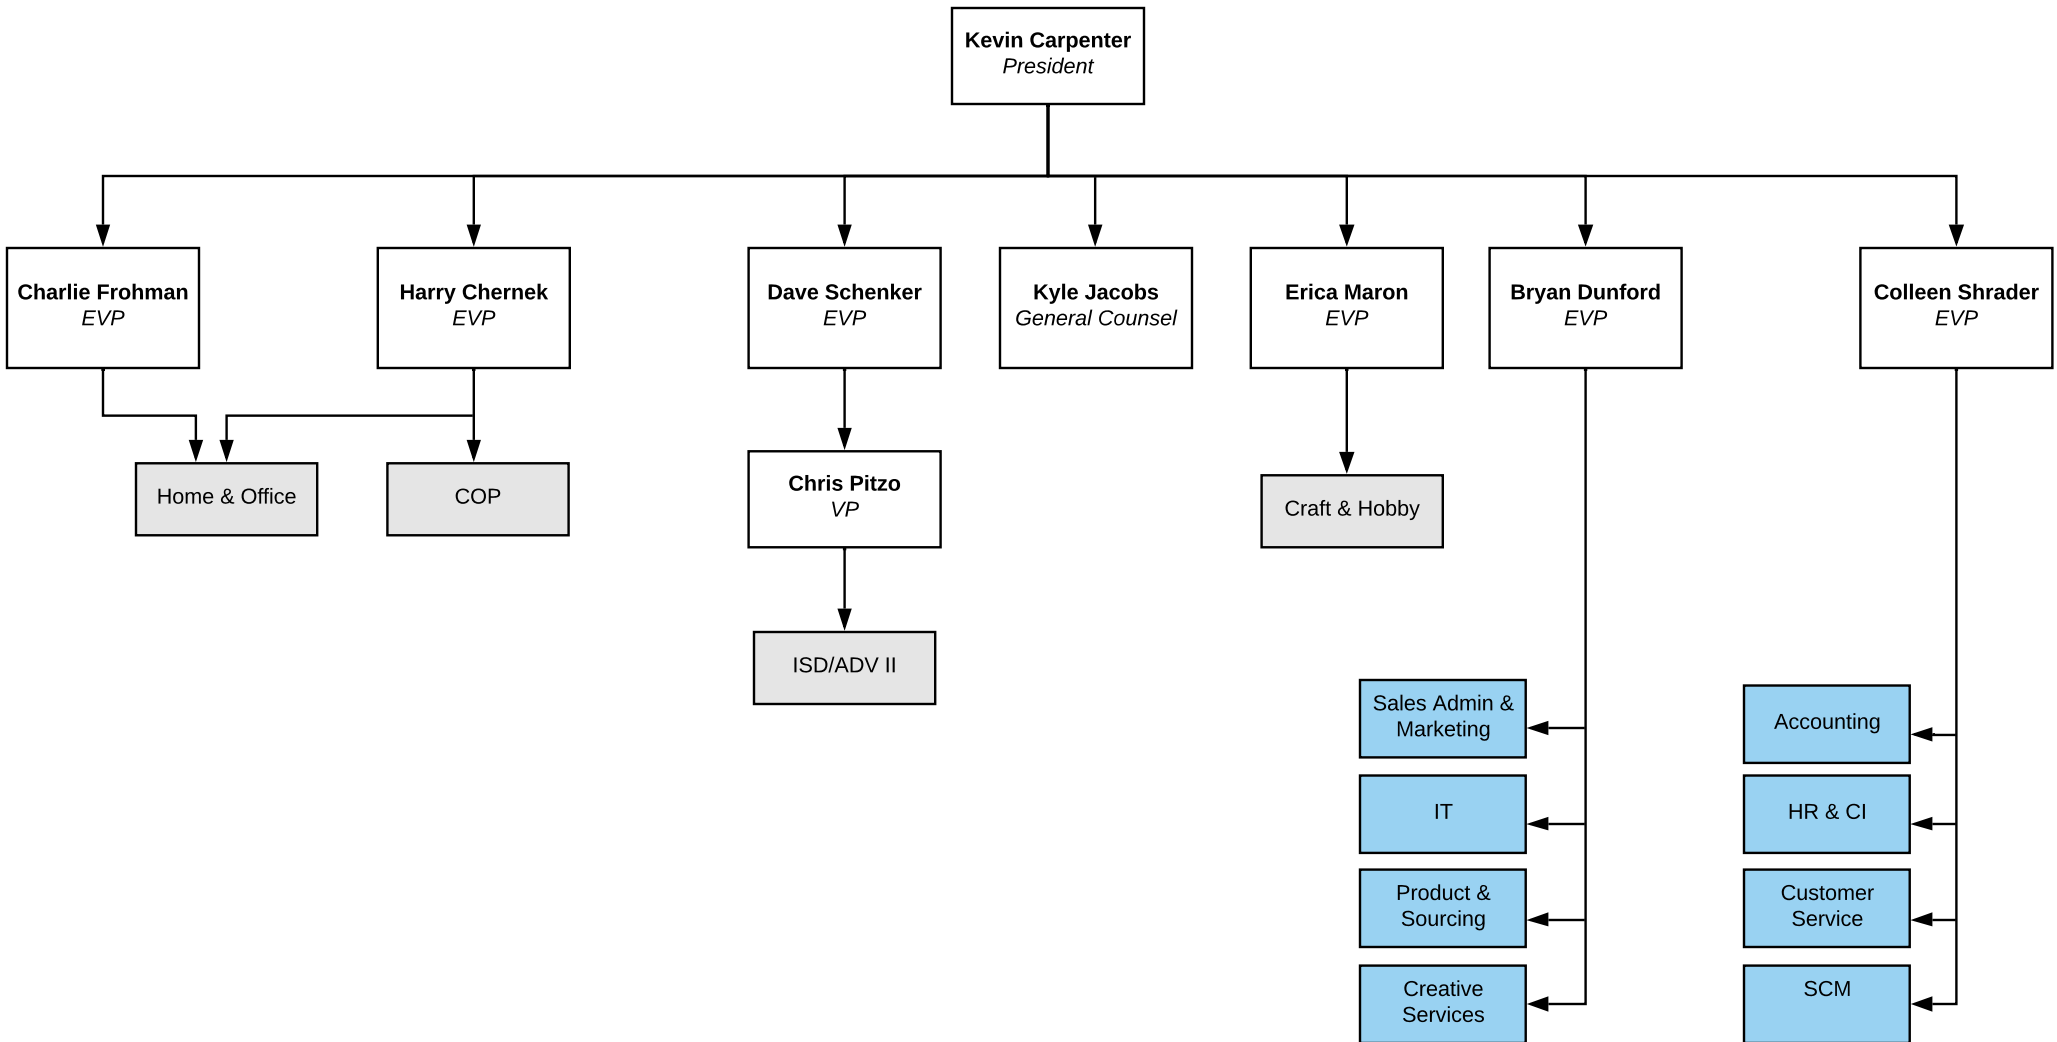 Kevin Carpenter
President
Charlie Frohman
EVP
Harry Chernek
EVP
Dave Schenker
EVP
Kyle Jacobs
General Counsel
Erica Maron
EVP
Bryan Dunford
EVP
Colleen Shrader
EVP
Home & Office
COP
Chris Pitzo
VP
Craft & Hobby
ISD/ADV II
Sales Admin &
Marketing
IT
Product &
Sourcing
Creative
Services
Accounting
HR & CI
Customer
Service
SCM